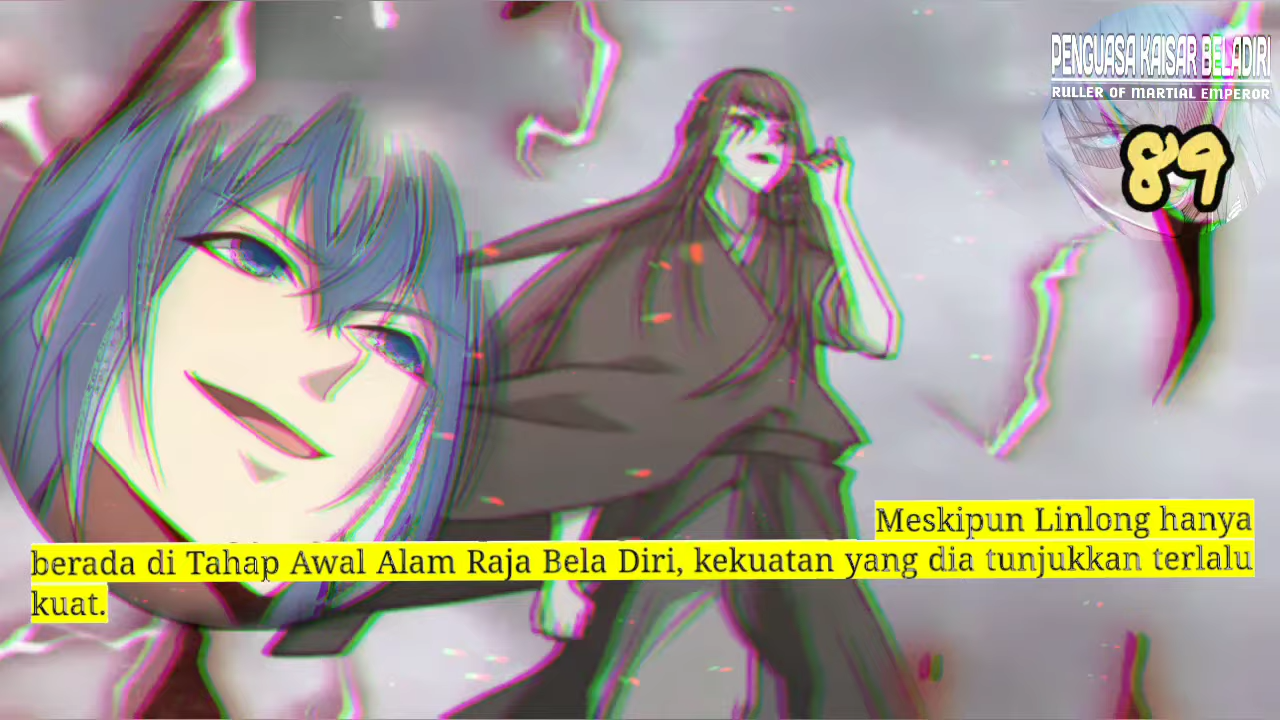 PENGUASA KAISAR BELADIRI
RULLER OF MARTIAL EMPEROR
89
Meskipun Linlong hanya
berada di Tahap Awal Alam Raja Bela Diri, kekuatan yang dia tunjukkan terlalu
kuat.